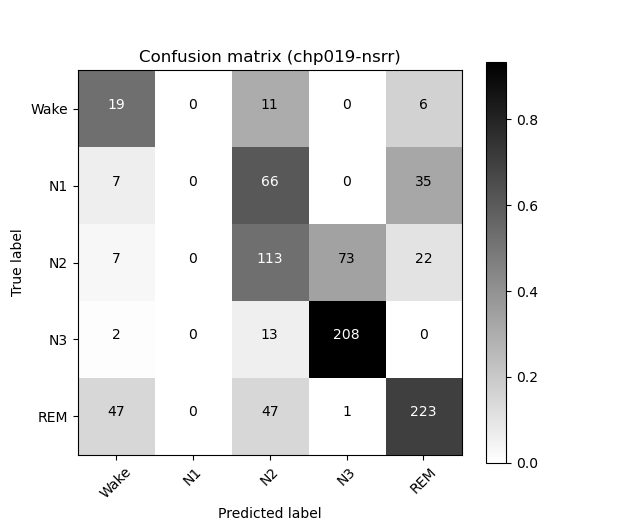 Confusion matrix (chp019-nsrr)
Wake 19 0 11 0 6
N1 7 0 66 0 35
N2 7 0 113 73 22
N3 2 0 13 208 0
REM 47 0 47 1 223
Wake N1 N2 N3 REM
True label
Predicted label
0.8
0.6
0.4
0.2
0.0